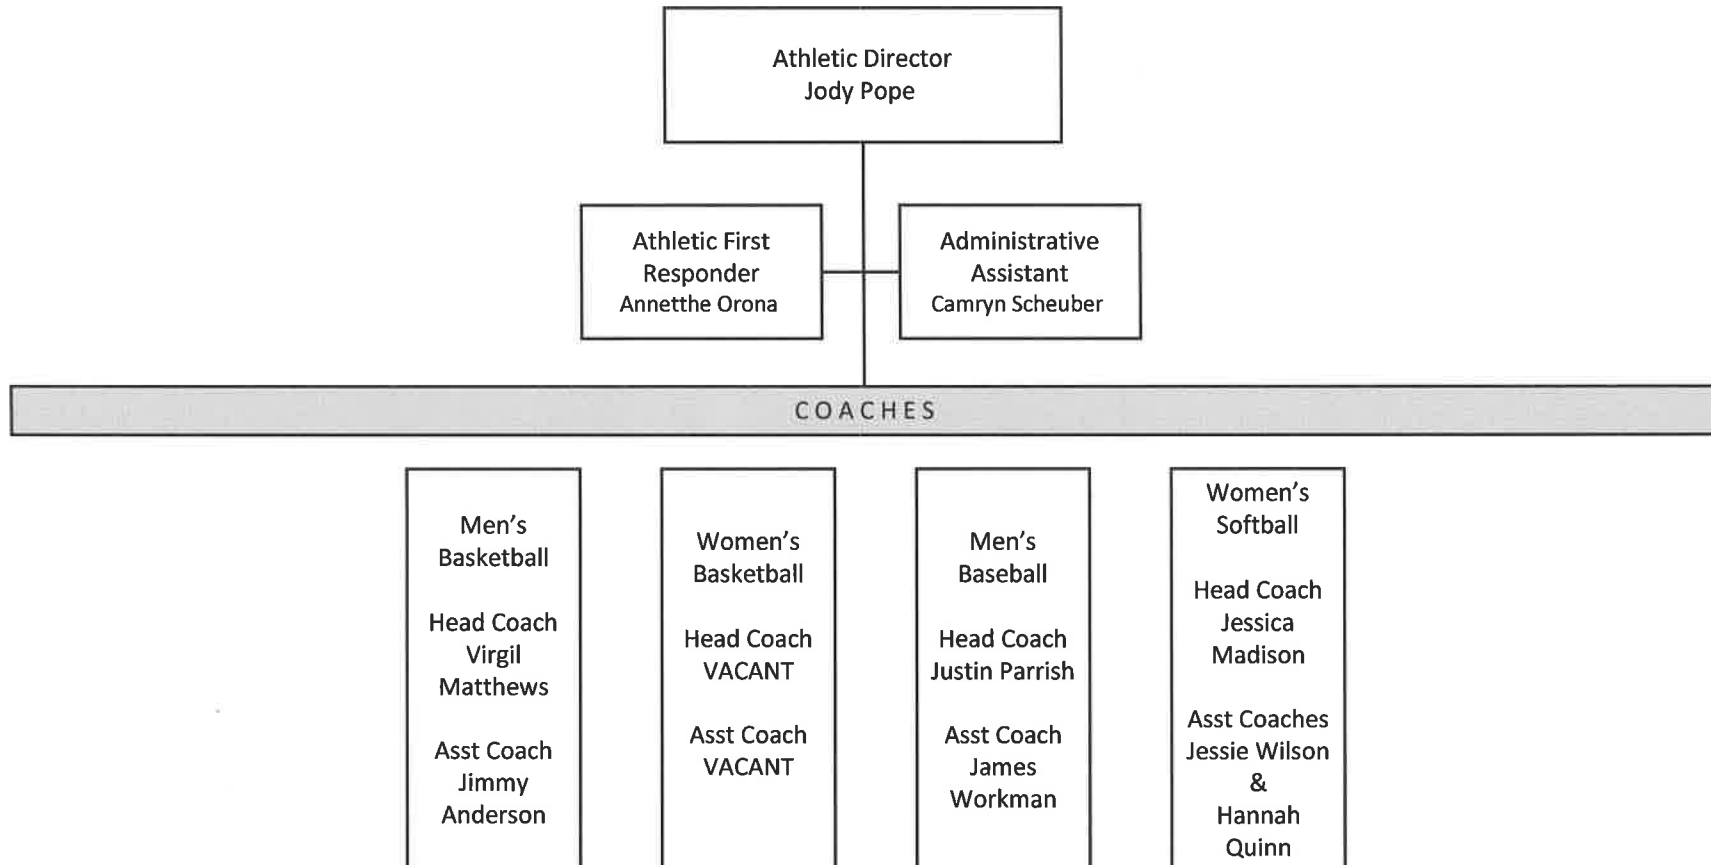 Athletic Director
Jody Pope
Athletic First
Responder
Annetthe Orona
Administrative
Assistant
Camryn Scheuber
COACHES
Men’s
Basketball
Head Coach
Virgil
Matthews
Asst Coach
Jimmy
Anderson
Women’s
Basketball
Head Coach
VACANT
Asst Coach
VACANT
Men’s
Baseball
Head Coach
Justin Parrish
Asst Coach
James
Workman
Women’s
Softball
Head Coach
Jessica
Madison
Asst Coaches
Jessie Wilson
&
Hannah
Quinn